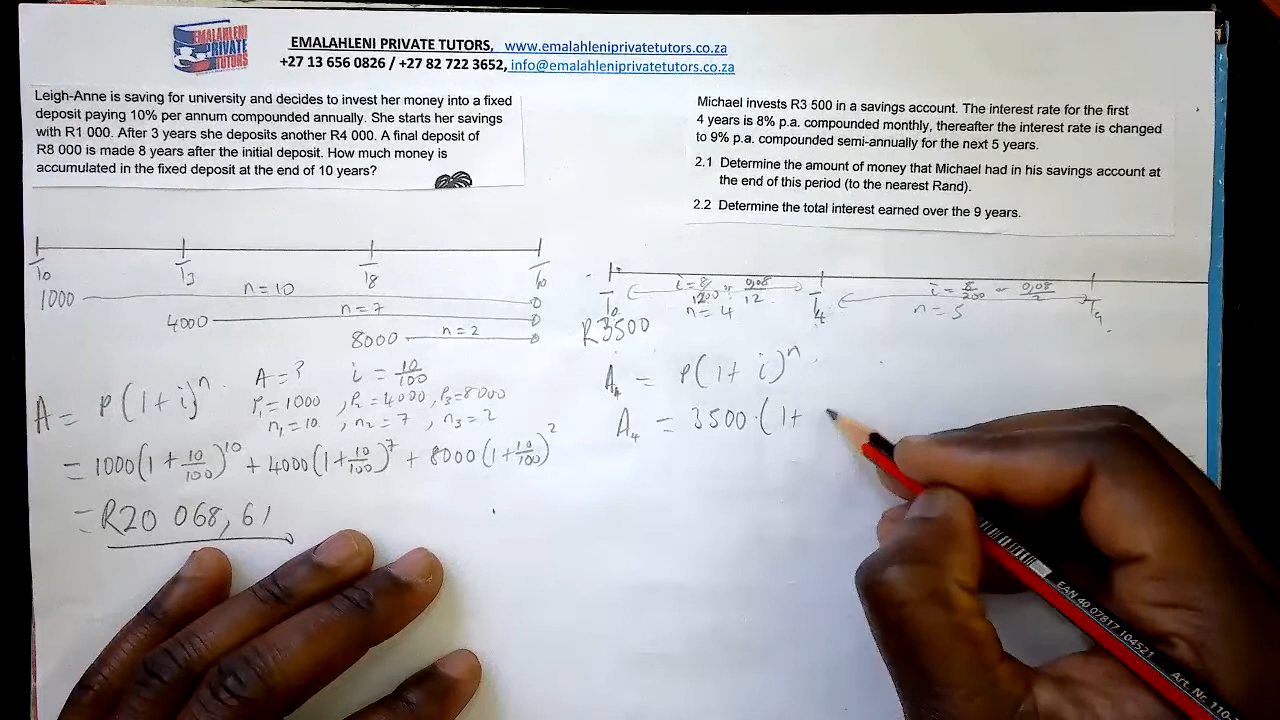 EMALAHLENI PRIVATE TUTORS
EMALAHLENI PRIVATE TUTORS, www.emalahleniprivatetutors.co.za
+27 13 656 0826 / +27 82 722 3652, info@emalahleniprivatetutors.co.za
Leigh-Anne is saving for university and decides to invest her money into a fixed
deposit paying 10% per annum compounded annually. She starts her savings
with R1 000. After 3 years she deposits another R4 000. A final deposit of
R8 000 is made 8 years after the initial deposit. How much money is
accumulated in the fixed deposit at the end of 10 years?
T0 T3 T8 T10
1000 n=10
4000 n=7
8000 n=2
A = P(1+i)^n A=? i = 10/100
P1=1000, P2=4000, P3=8000
n1=10, n2=7, n3=2
= 1000(1+10/100)^10 + 4000(1+10/100)^7 + 8000(1+10/100)^2
= R20 068,61
Michael invests R3 500 in a savings account. The interest rate for the first
4 years is 8% p.a. compounded monthly, thereafter the interest rate is changed
to 9% p.a. compounded semi-annually for the next 5 years.
2.1 Determine the amount of money that Michael had in his savings account at
the end of this period (to the nearest Rand).
2.2 Determine the total interest earned over the 9 years.
i=8/1200 or 0,08/12 i=8/200 or 0,08/2
T0 n=4 T4 n=5 T9
R3500
A4 = P(1+i)^n
A4 = 3500(1+
EAN 40 07817 104521
Art. Nr. 110-